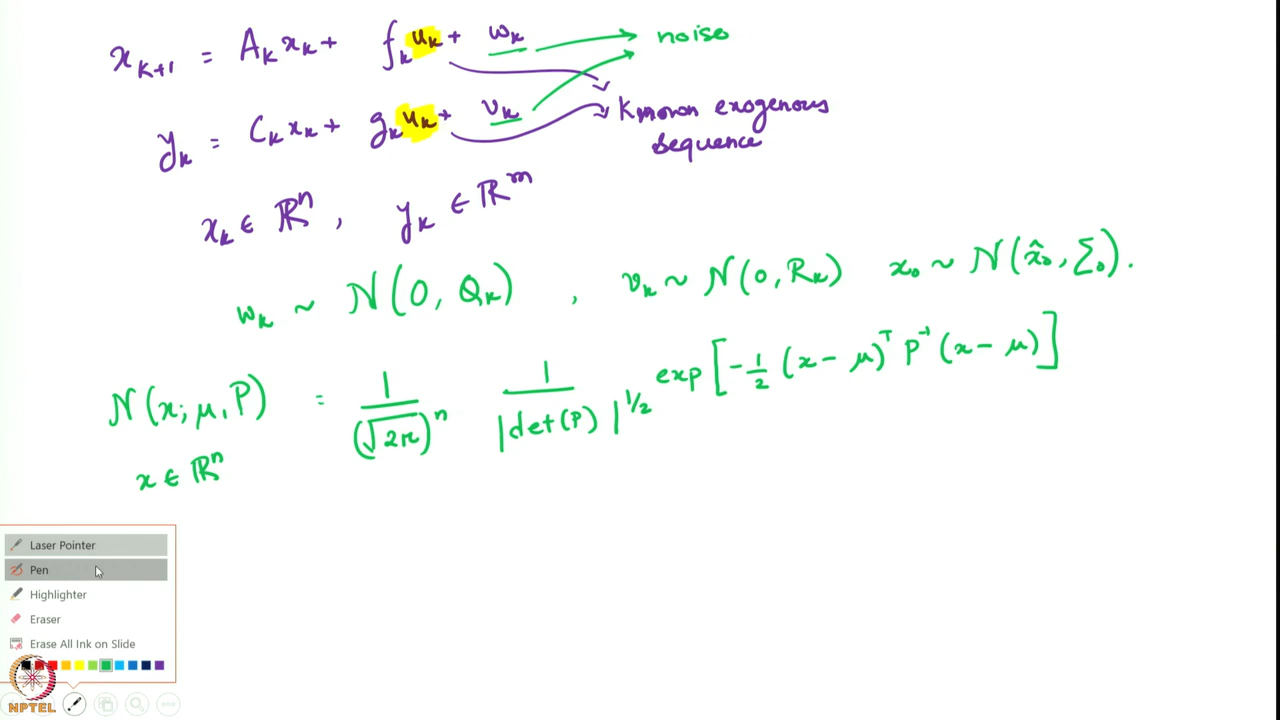 x_{k+1} = A_k x_k + f_k u_k + w_k → noise
y_k = C_k x_k + g_k u_k + v_k → Known exogenous
sequence
x_k ∈ ℝ^n , y_k ∈ ℝ^m
w_k ~ N(0, Q_k) , v_k ~ N(0, R_k) x_0 ~ N(x̂_0, Σ_0).
N(x; μ, P) = 1/(√2π)^n 1/|det(P)|^{1/2} exp[-1/2 (x - μ)^T P^{-1} (x - μ)]
x ∈ ℝ^n
Laser Pointer
Pen
Highlighter
Eraser
Erase All Ink on Slide
NPTEL